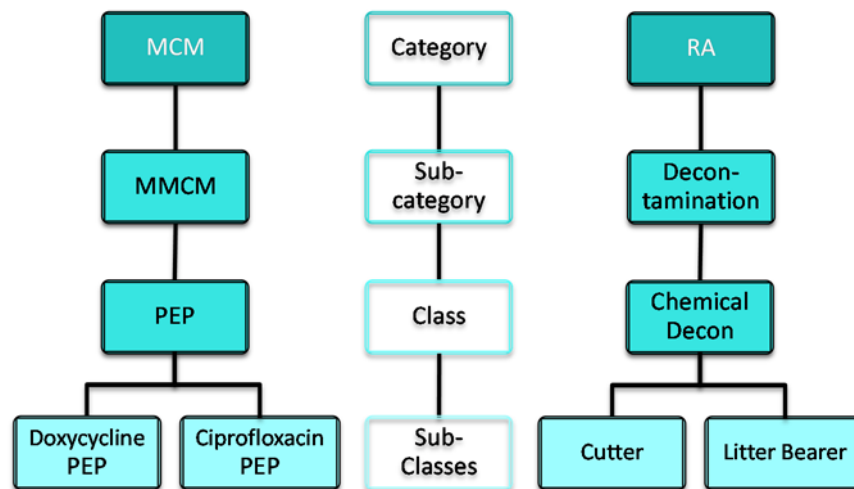 MCM
Category
RA
MMCM
Sub-
category
Decon-
tamination
PEP
Class
Chemical
Decon
Doxycycline
PEP
Ciprofloxacin
PEP
Sub-
Classes
Cutter
Litter Bearer